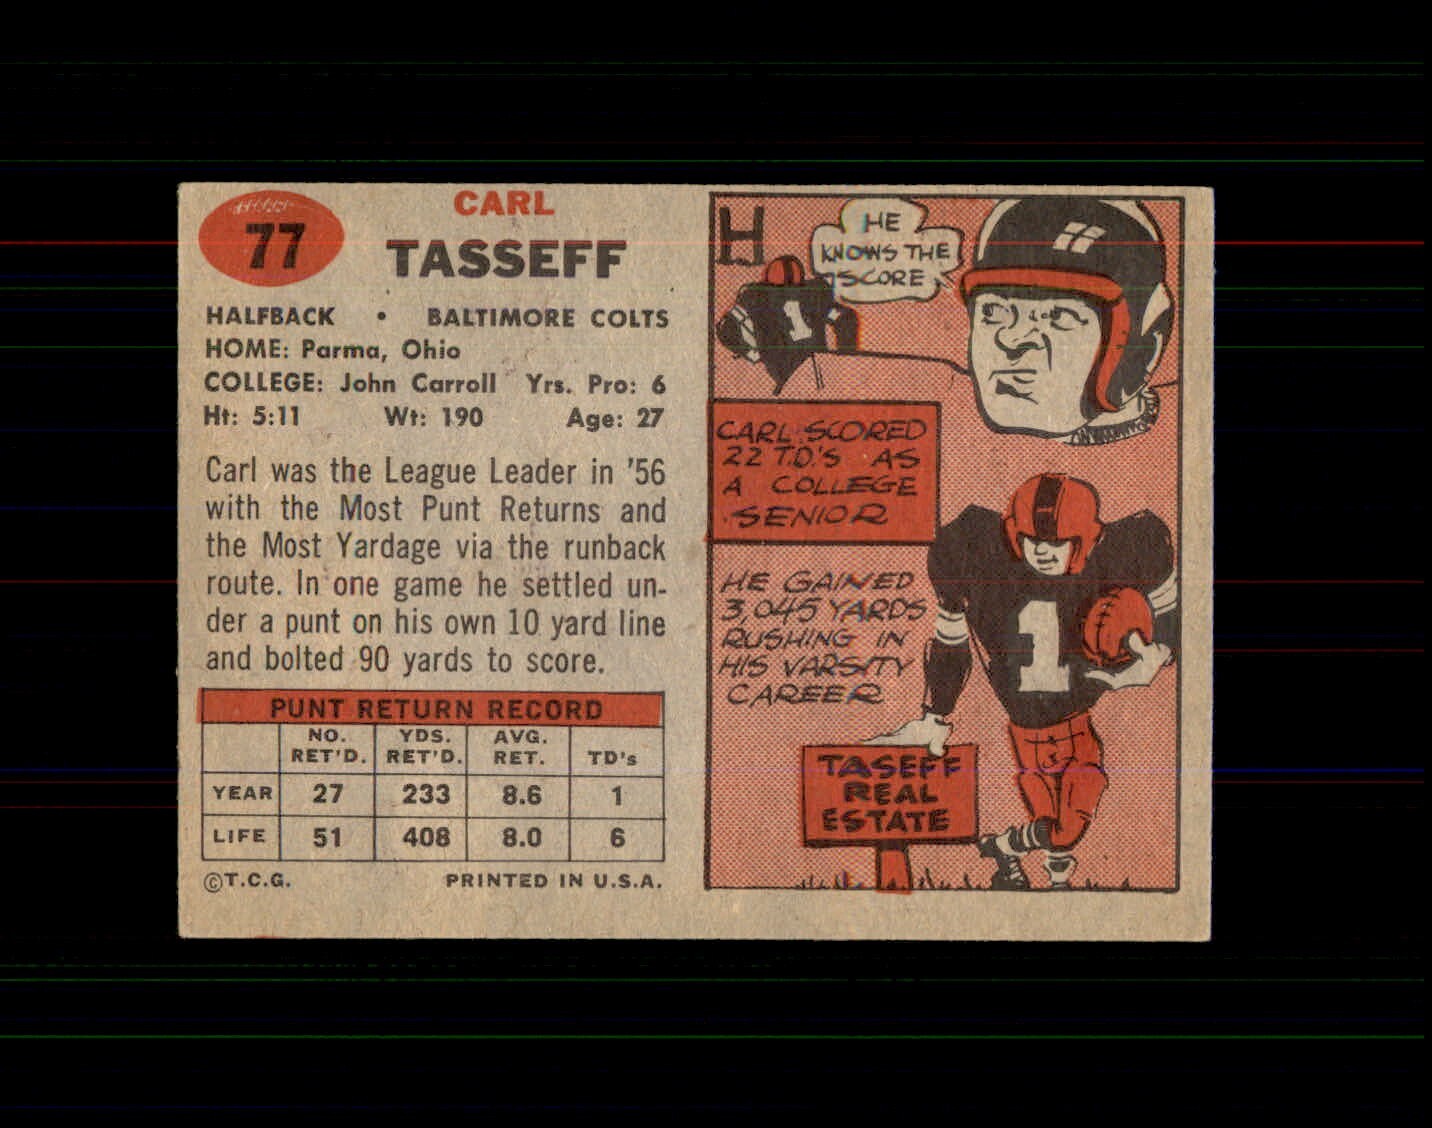 77
CARL
TASSEFF
HALFBACK • BALTIMORE COLTS
HOME: Parma, Ohio
COLLEGE: John Carroll Yrs. Pro: 6
Ht: 5:11 Wt: 190 Age: 27
Carl was the League Leader in '56
with the Most Punt Returns and
the Most Yardage via the runback
route. In one game he settled un-
der a punt on his own 10 yard line
and bolted 90 yards to score.
PUNT RETURN RECORD
NO. RET'D. YDS. RET'D. AVG. RET. TD's
YEAR 27 233 8.6 1
LIFE 51 408 8.0 6
©T.C.G. PRINTED IN U.S.A.
H
HE
KNOWS THE
SCORE
1
CARL SCORED
22 T.D.'S AS
A COLLEGE
SENIOR
HE GAINED
3,045 YARDS
RUSHING IN
HIS VARSITY
CAREER
1
TASEFF
REAL
ESTATE